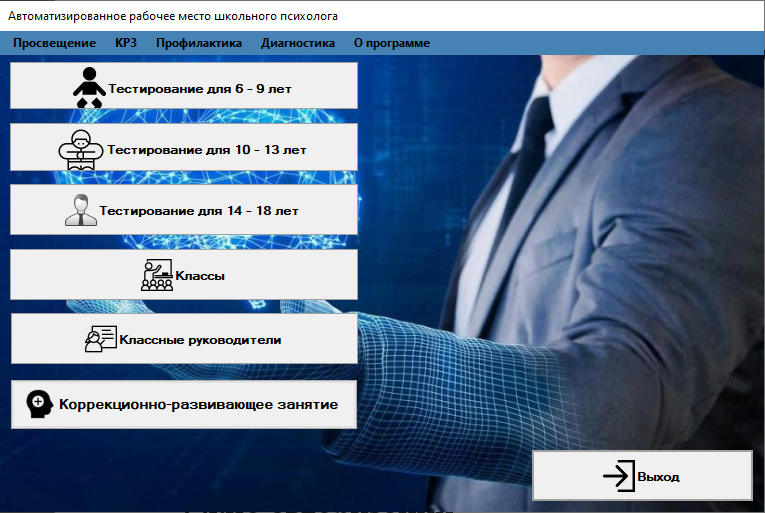 Автоматизированное рабочее место школьного психолога
Просвещение КРЗ Профилактика Диагностика О программе
Тестирование для 6 - 9 лет
Тестирование для 10 - 13 лет
Тестирование для 14 - 18 лет
Классы
Классные руководители
Коррекционно-развивающее занятие
Выход